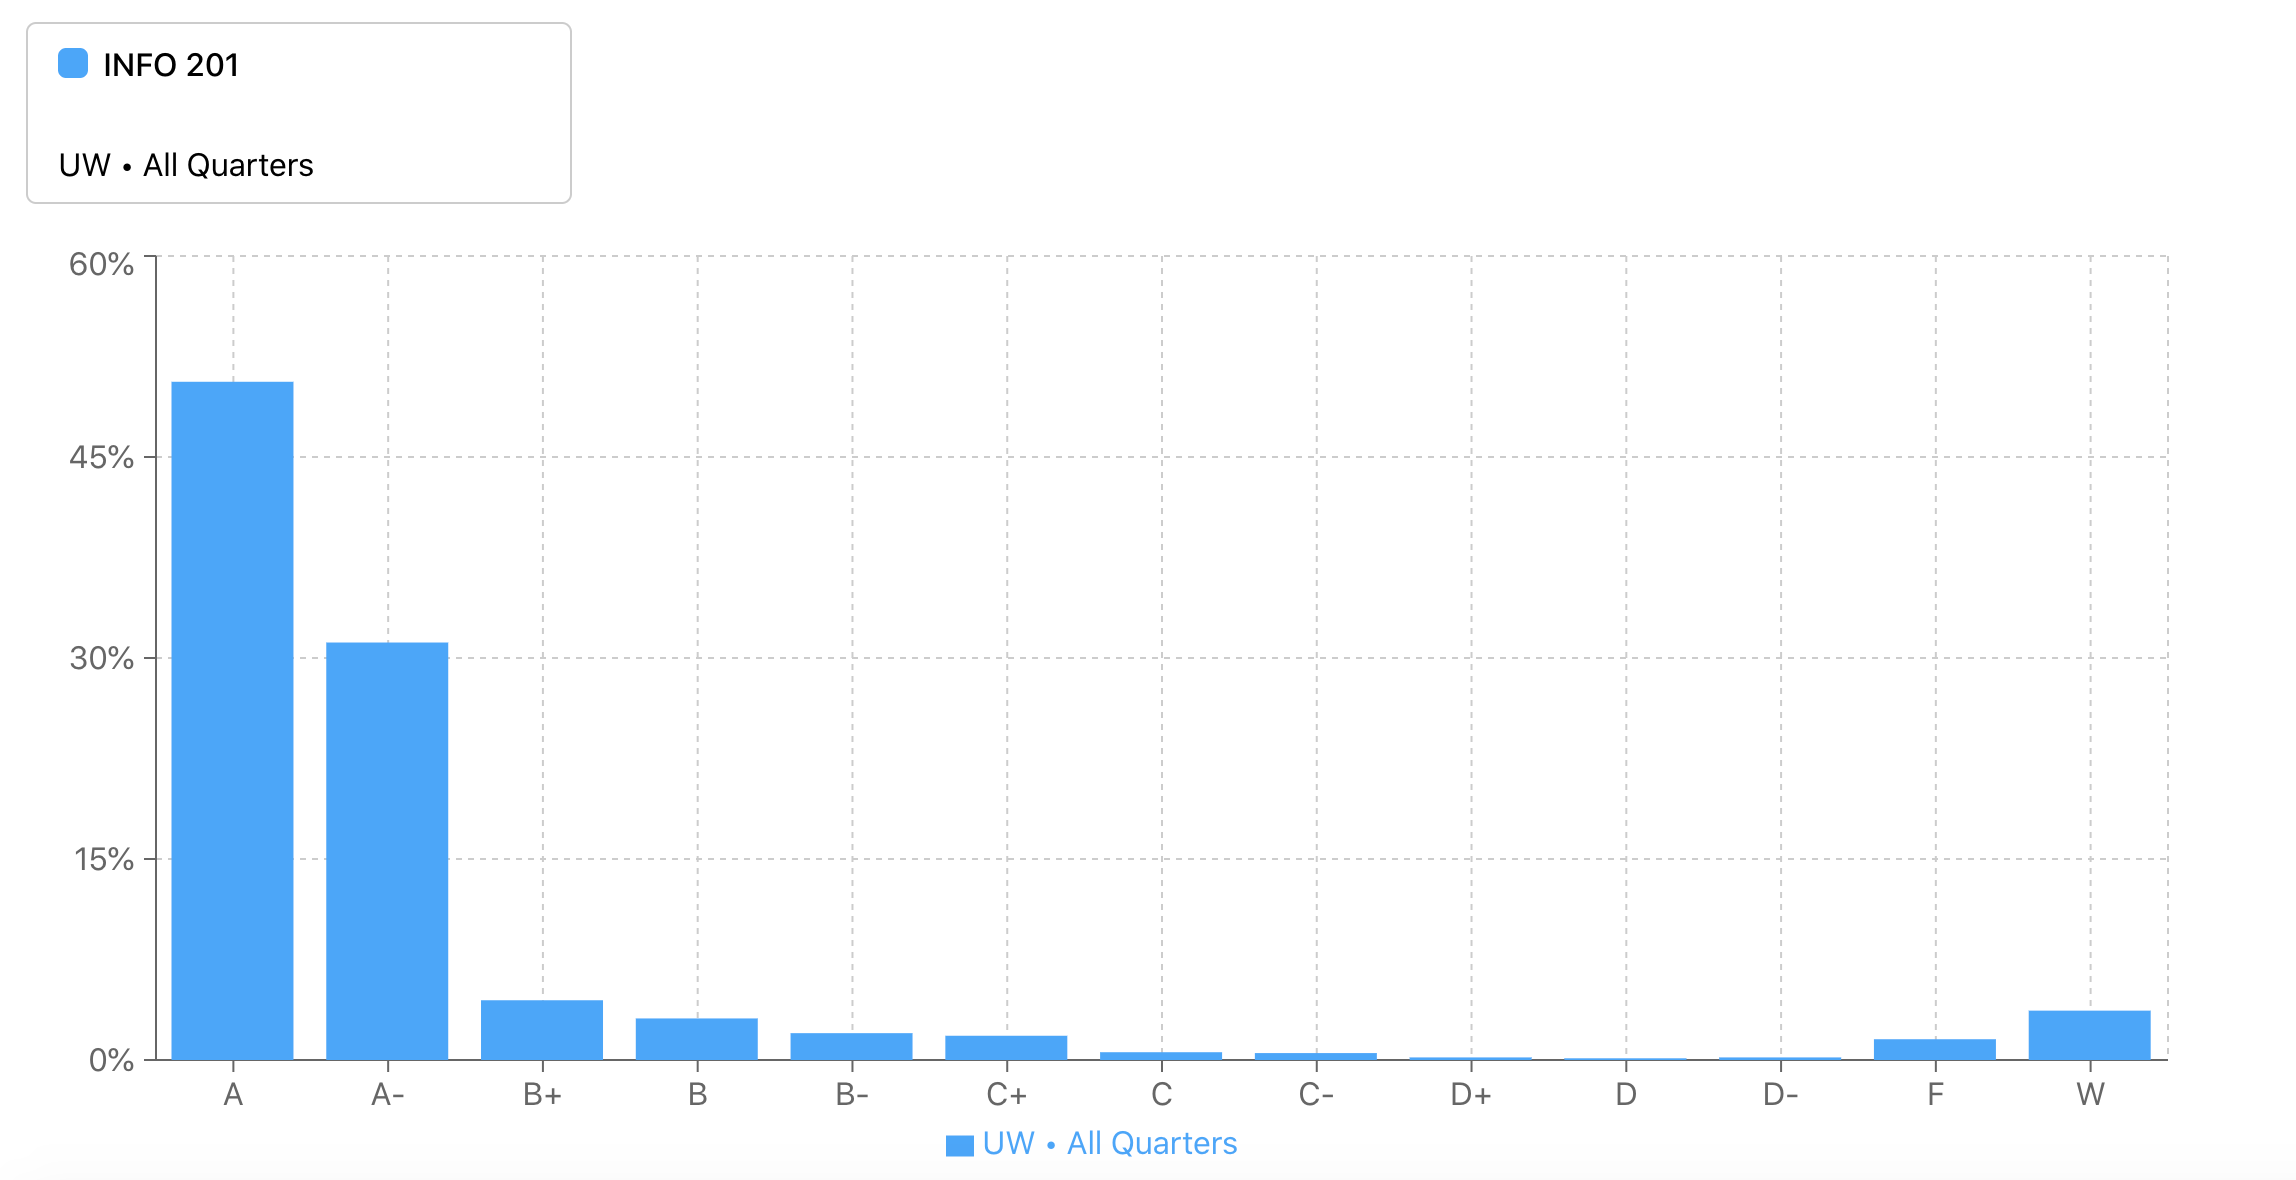 INFO 201
UW • All Quarters
60%
45%
30%
15%
0%
A A- B+ B B- C+ C C- D+ D D- F W
UW • All Quarters